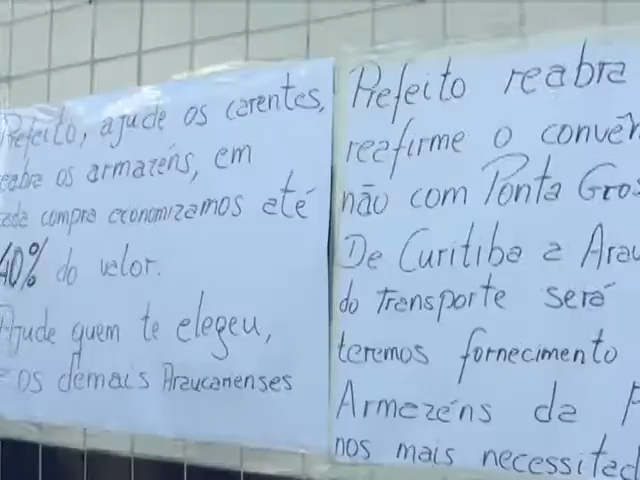 Prefeito, ajude os carentes,
reabra os armazéns, em
cada compra economizamos até
40% do valor.
Ajude quem te elegeu,
e os demais Araucarienses
Prefeito reabra
reafirme o convên
não com Ponta Gros
De Curitiba a Arau
do transporte será
teremos fornecimento
Armazéns da F
nos mais necessitad